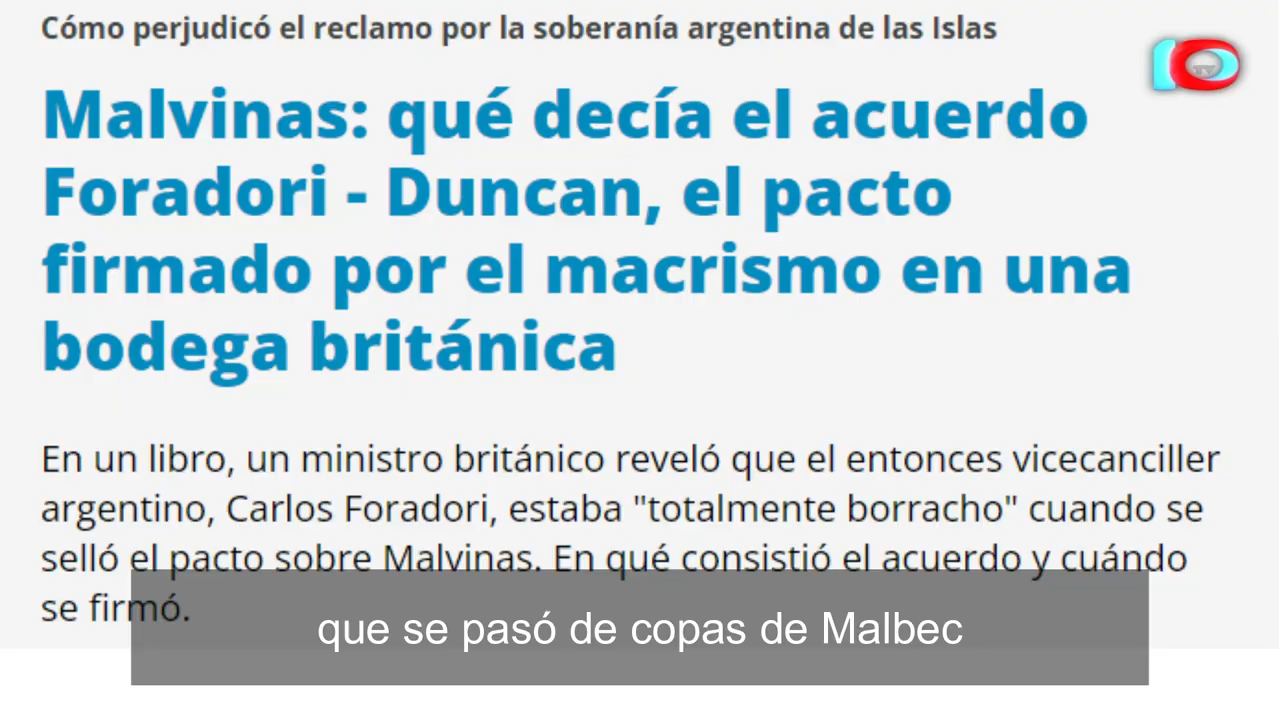 Cómo perjudicó el reclamo por la soberanía argentina de las Islas
Malvinas: qué decía el acuerdo
Foradori - Duncan, el pacto
firmado por el macrismo en una
bodega británica
En un libro, un ministro británico reveló que el entonces vicecanciller
argentino, Carlos Foradori, estaba "totalmente borracho" cuando se
selló el pacto sobre Malvinas. En qué consistió el acuerdo y cuándo
se firmó.
que se pasó de copas de Malbec